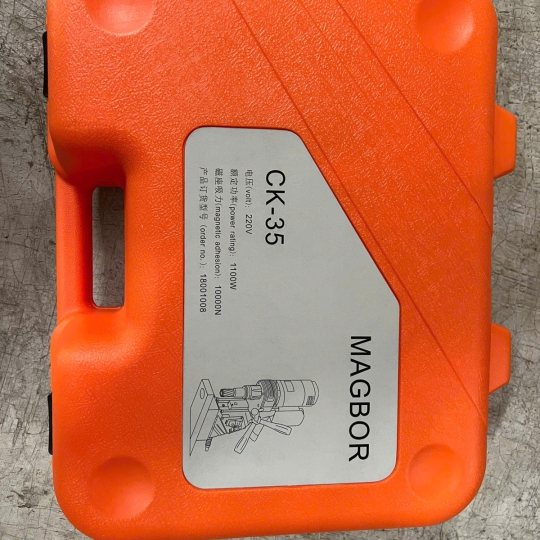 MAGBOR
CK-35
电压(volt): 220V
额定功率(power rating): 1100W
磁座吸力(magnetic adhesion): 10000N
产品订货型号 (order no. ): 18001008